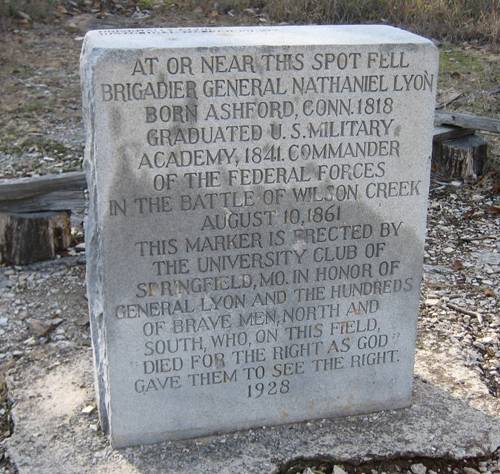 AT OR NEAR THIS SPOT FELL
BRIGADIER GENERAL NATHANIEL LYON
BORN ASHFORD, CONN. 1818
GRADUATED U.S. MILITARY
ACADEMY, 1841. COMMANDER
OF THE FEDERAL FORCES
IN THE BATTLE OF WILSON CREEK
AUGUST 10, 1861
THIS MARKER IS ERECTED BY
THE UNIVERSITY CLUB OF
SPRINGFIELD, MO. IN HONOR OF
GENERAL LYON AND THE HUNDREDS
OF BRAVE MEN, NORTH AND
SOUTH, WHO, ON THIS FIELD,
DIED FOR THE RIGHT AS GOD
GAVE THEM TO SEE THE RIGHT.
1928